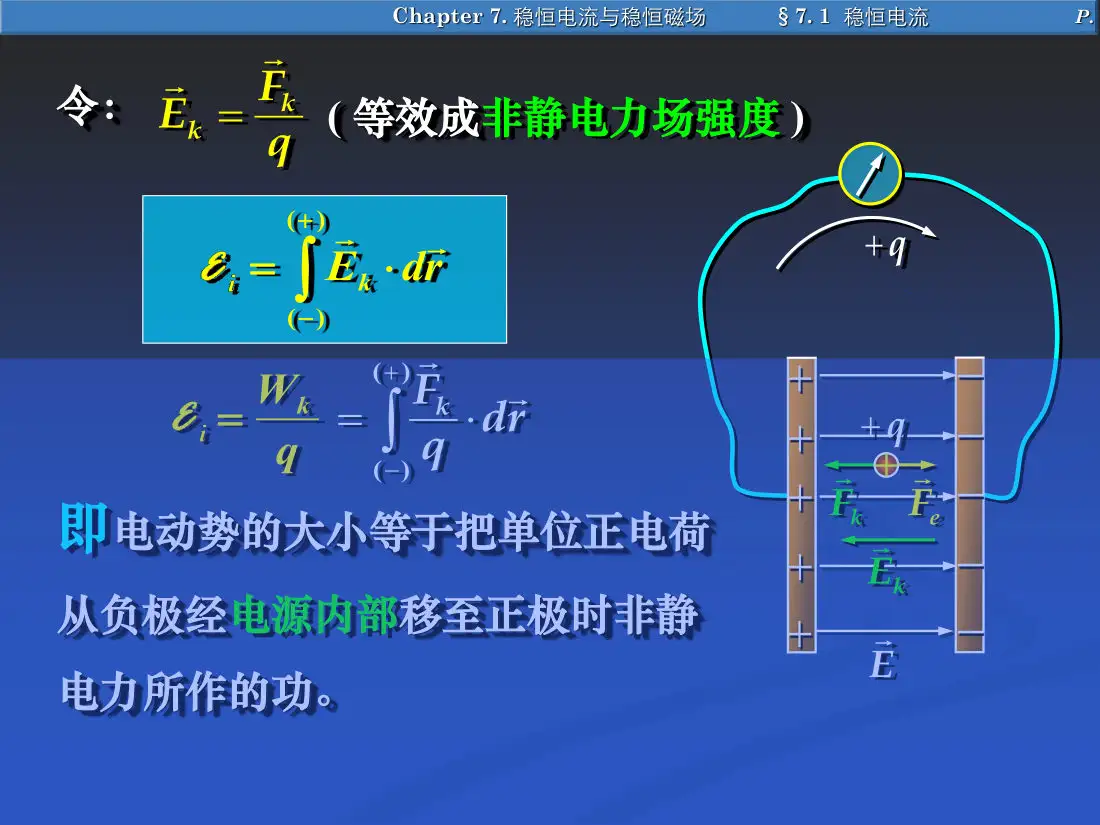 Chapter 7. 稳恒电流与稳恒磁场 § 7. 1 稳恒电流 P.
令： E⃗k = F⃗k / q ( 等效成非静电力场强度 )
ℰi = ∫(−)(+) E⃗k · dr⃗
ℰi = Wk / q = ∫(−)(+) F⃗k / q · dr⃗
即电动势的大小等于把单位正电荷
从负极经电源内部移至正极时非静
电力所作的功。
+q
+ −
+ −
+q
F⃗k F⃗e
+ −
E⃗k
+ −
+ −
E⃗